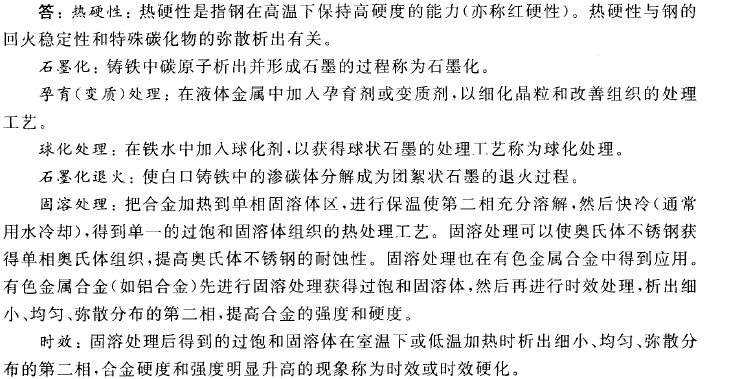 答：热硬性：热硬性是指钢在高温下保持高硬度的能力(亦称红硬性)。热硬性与钢的
回火稳定性和特殊碳化物的弥散析出有关。
石墨化：铸铁中碳原子析出并形成石墨的过程称为石墨化。
孕育(变质)处理：在液体金属中加入孕育剂或变质剂,以细化晶粒和改善组织的处理
工艺。
球化处理：在铁水中加入球化剂,以获得球状石墨的处理工艺称为球化处理。
石墨化退火：使白口铸铁中的渗碳体分解成为团絮状石墨的退火过程。
固溶处理：把合金加热到单相固溶体区,进行保温使第二相充分溶解,然后快冷(通常
用水冷却),得到单一的过饱和固溶体组织的热处理工艺。固溶处理可以使奥氏体不锈钢获
得单相奥氏体组织,提高奥氏体不锈钢的耐蚀性。固溶处理也在有色金属合金中得到应用。
有色金属合金(如铝合金)先进行固溶处理获得过饱和固溶体,然后再进行时效处理,析出细
小、均匀、弥散分布的第二相,提高合金的强度和硬度。
时效：固溶处理后得到的过饱和固溶体在室温下或低温加热时析出细小、均匀、弥散分
布的第二相,合金硬度和强度明显升高的现象称为时效或时效硬化。